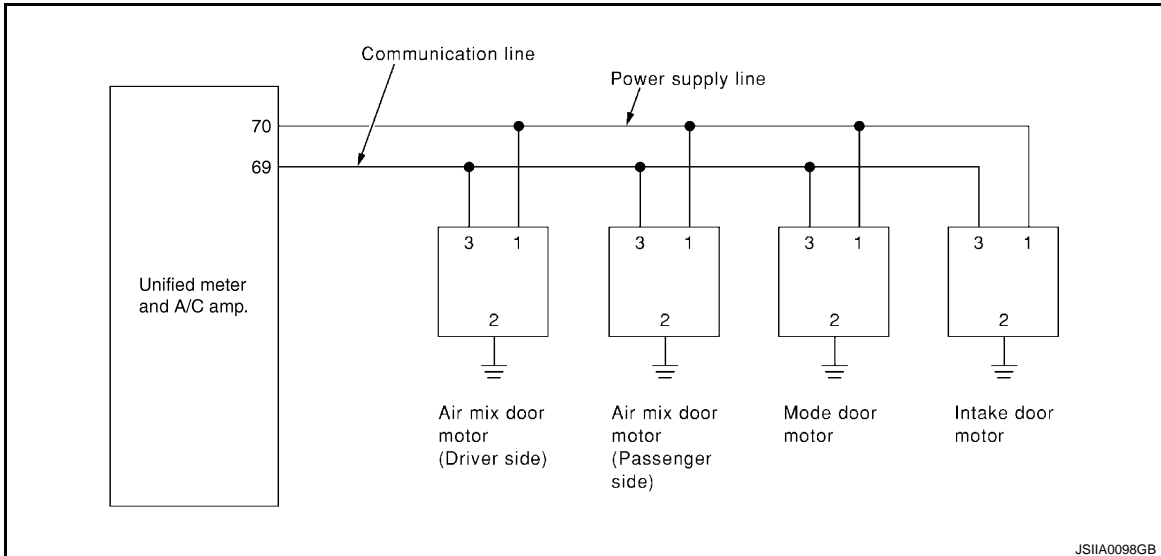 Communication line
Power supply line
70
69
3 1
3 1
3 1
3 1
Unified meter
and A/C amp.
2
2
2
2
Air mix door
motor
(Driver side)
Air mix door
motor
(Passenger
side)
Mode door
motor
Intake door
motor
JSIIA0098GB